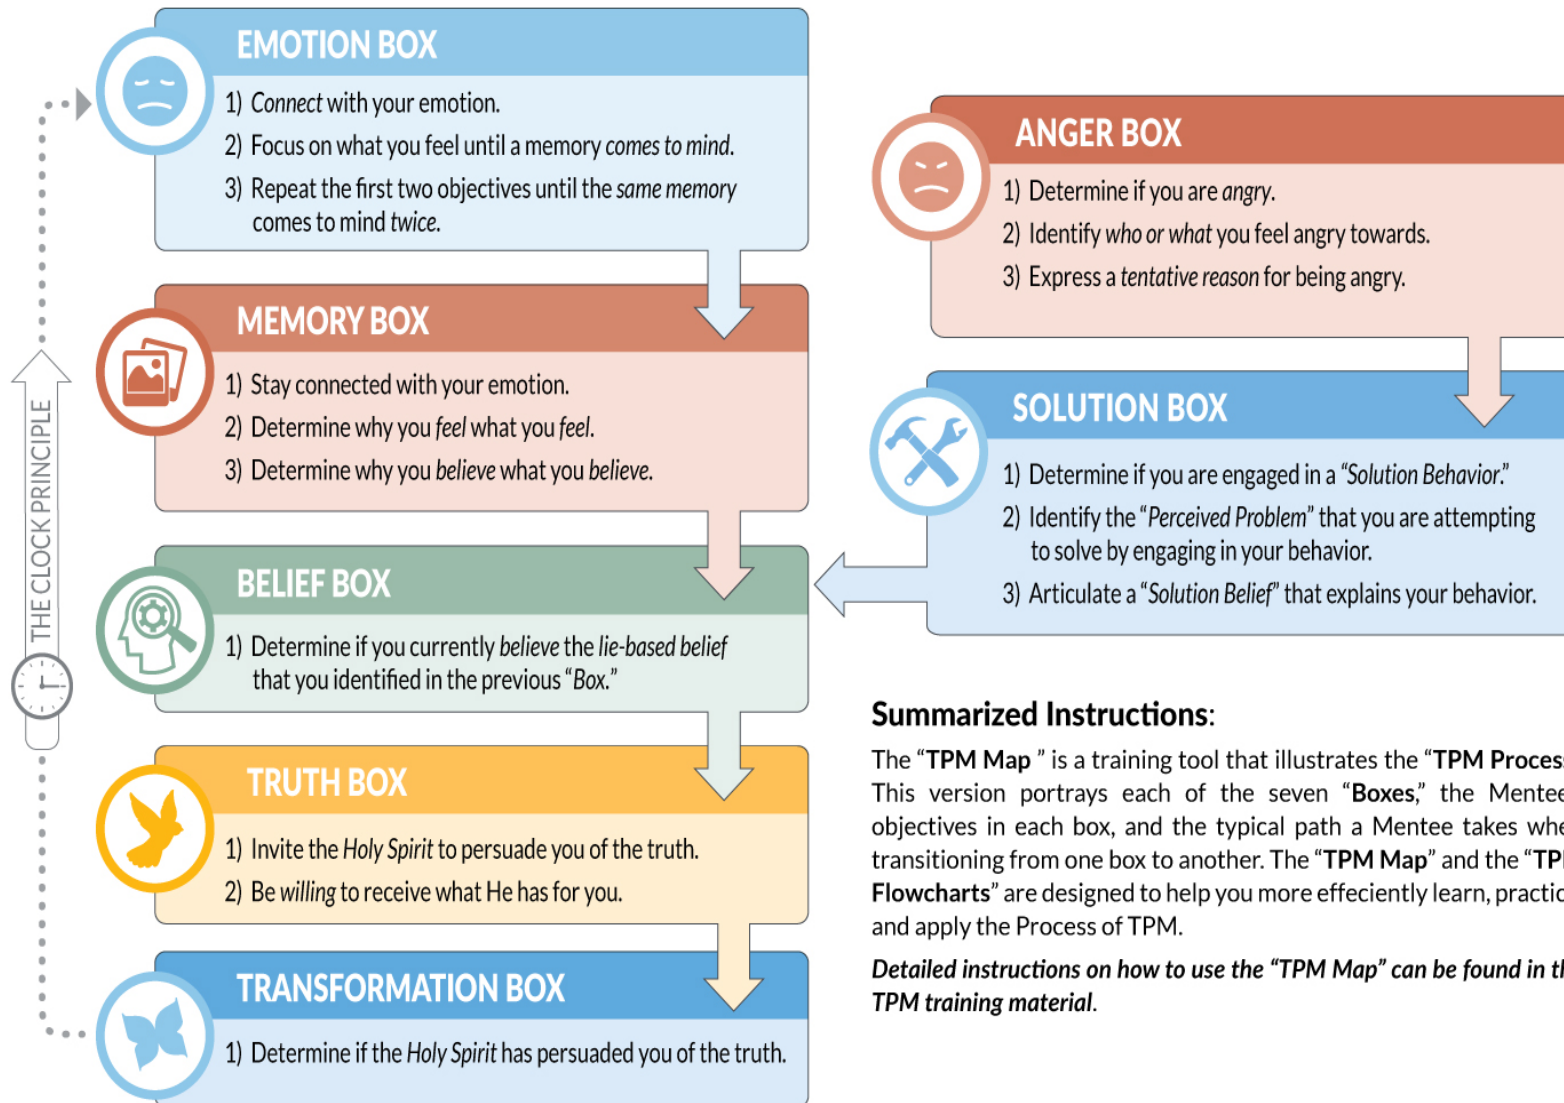 EMOTION BOX
1) Connect with your emotion.
2) Focus on what you feel until a memory comes to mind.
3) Repeat the first two objectives until the same memory
comes to mind twice.
MEMORY BOX
1) Stay connected with your emotion.
2) Determine why you feel what you feel.
3) Determine why you believe what you believe.
BELIEF BOX
1) Determine if you currently believe the lie-based belief
that you identified in the previous “Box.”
TRUTH BOX
1) Invite the Holy Spirit to persuade you of the truth.
2) Be willing to receive what He has for you.
TRANSFORMATION BOX
1) Determine if the Holy Spirit has persuaded you of the truth.
THE CLOCK PRINCIPLE
ANGER BOX
1) Determine if you are angry.
2) Identify who or what you feel angry towards.
3) Express a tentative reason for being angry.
SOLUTION BOX
1) Determine if you are engaged in a “Solution Behavior.”
2) Identify the “Perceived Problem” that you are attempting
to solve by engaging in your behavior.
3) Articulate a “Solution Belief” that explains your behavior.
Summarized Instructions:
The “TPM Map ” is a training tool that illustrates the “TPM Process
This version portrays each of the seven “Boxes,” the Mentee
objectives in each box, and the typical path a Mentee takes whe
transitioning from one box to another. The “TPM Map” and the “TP
Flowcharts” are designed to help you more effeciently learn, practic
and apply the Process of TPM.
Detailed instructions on how to use the “TPM Map” can be found in th
TPM training material.